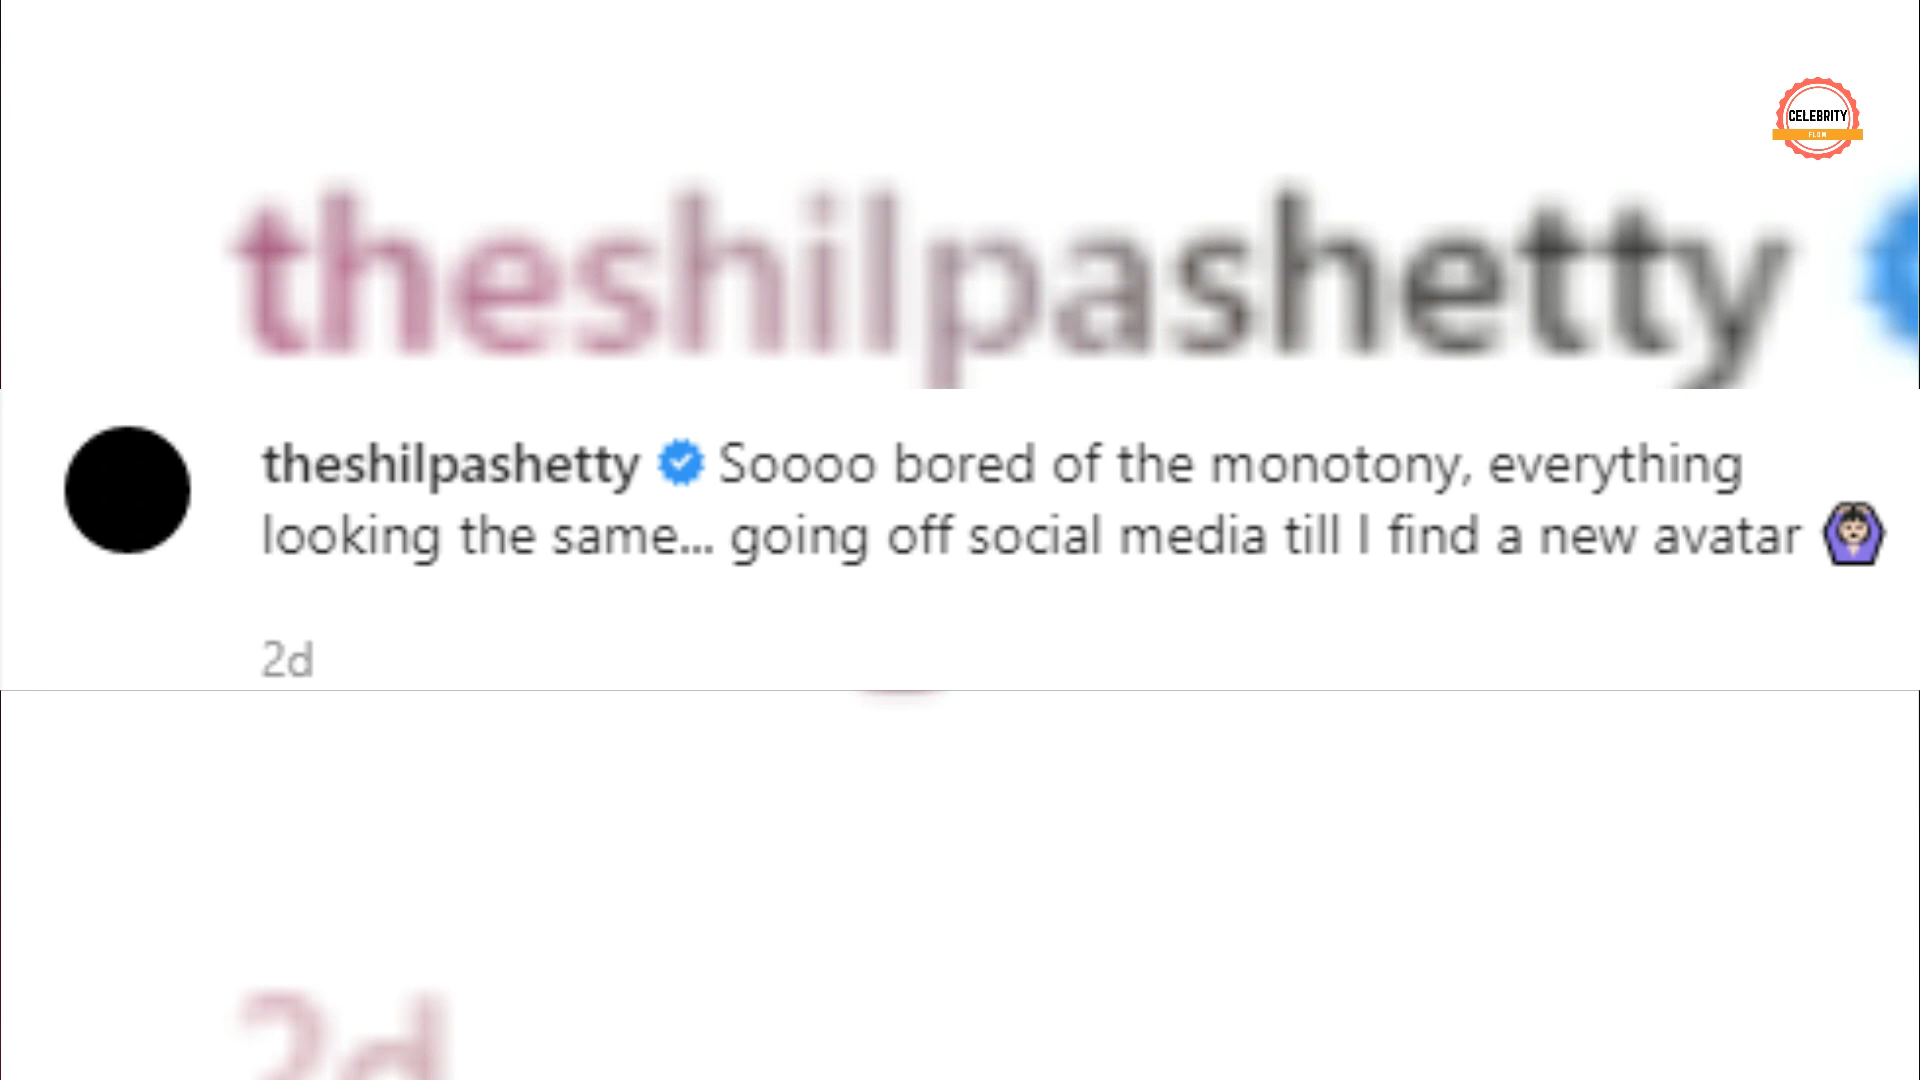 CELEBRITY
FLOW
theshilpashetty
theshilpashetty Soooo bored of the monotony, everything
looking the same... going off social media till I find a new avatar 🙆🏻‍♀️
2d
2d